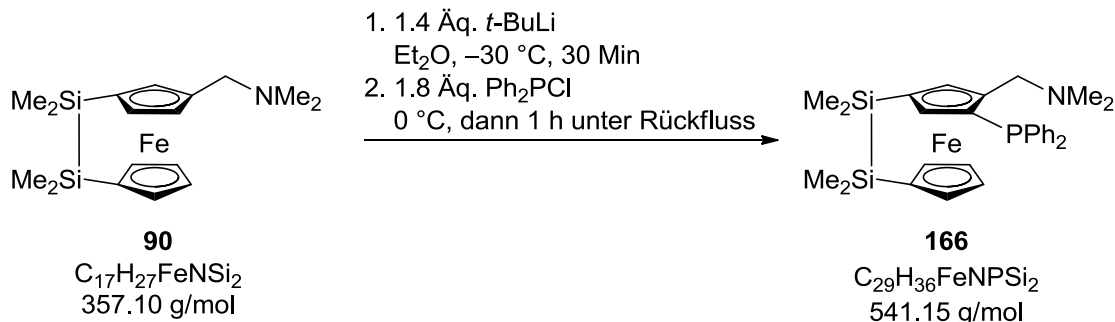 1. 1.4 Äq. t-BuLi
Et₂O, –30 °C, 30 Min
2. 1.8 Äq. Ph₂PCl
0 °C, dann 1 h unter Rückfluss
Me₂Si
NMe₂
Fe
Me₂Si
90
C₁₇H₂₇FeNSi₂
357.10 g/mol
Me₂Si
NMe₂
PPh₂
Fe
Me₂Si
166
C₂₉H₃₆FeNPSi₂
541.15 g/mol